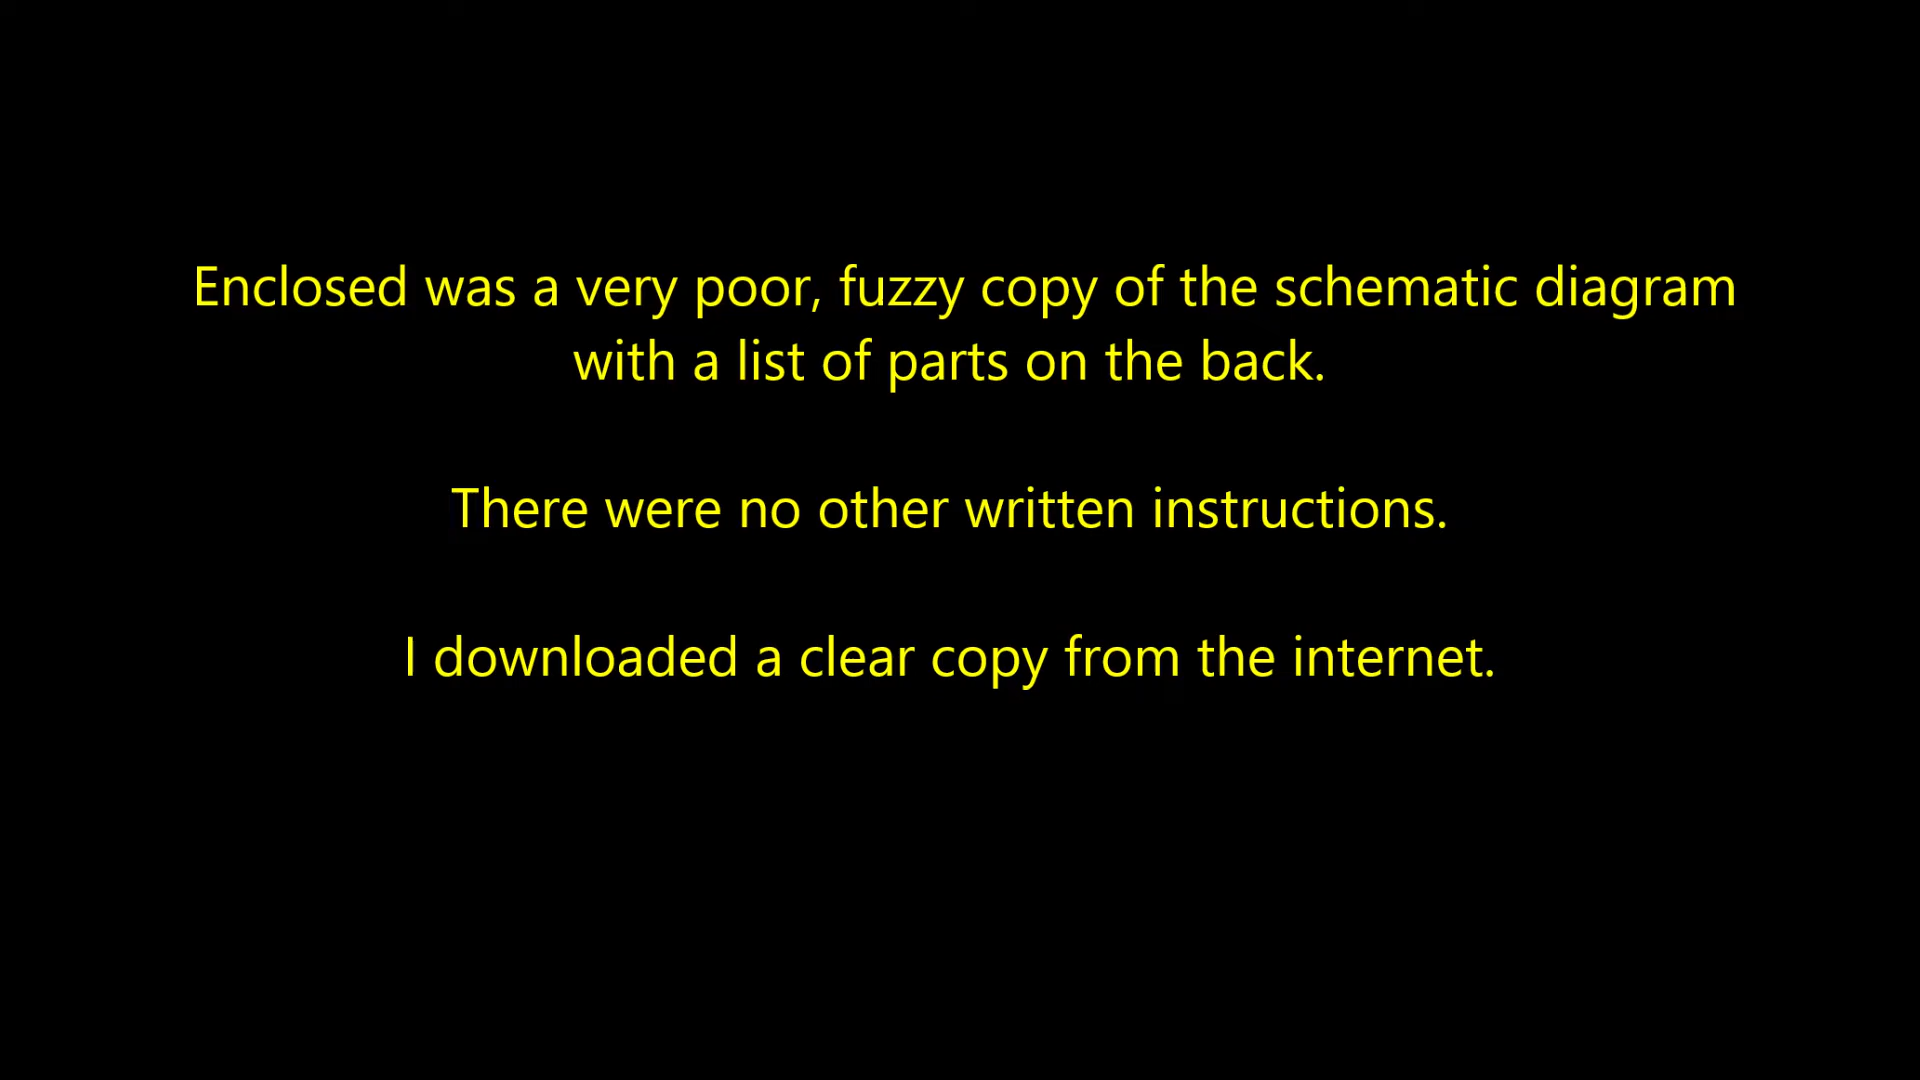 Enclosed was a very poor, fuzzy copy of the schematic diagram
with a list of parts on the back.
There were no other written instructions.
I downloaded a clear copy from the internet.